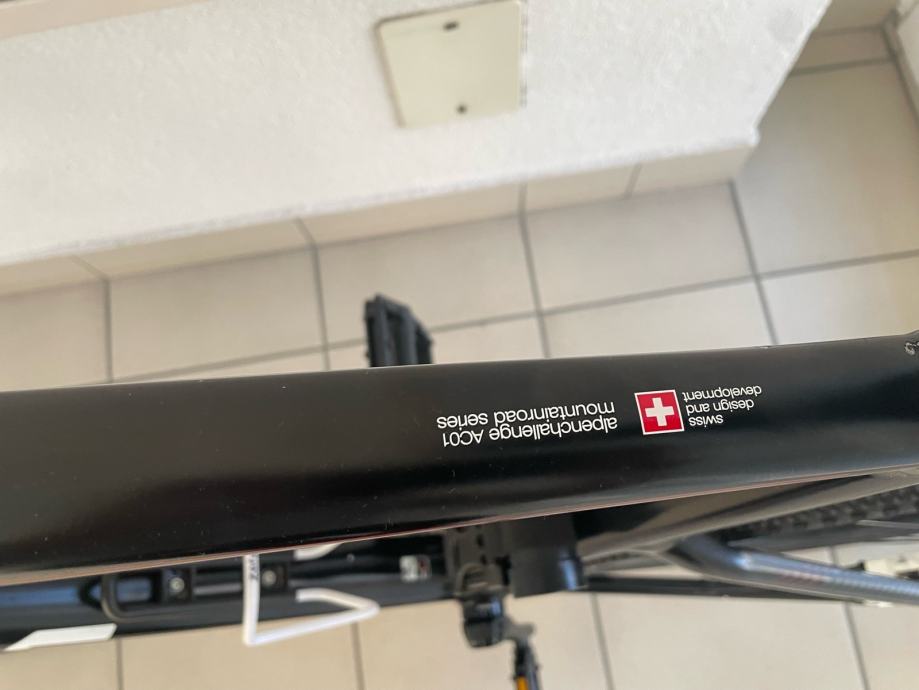 swiss
design and
development
alpenchallenge AC01
mountainroad series